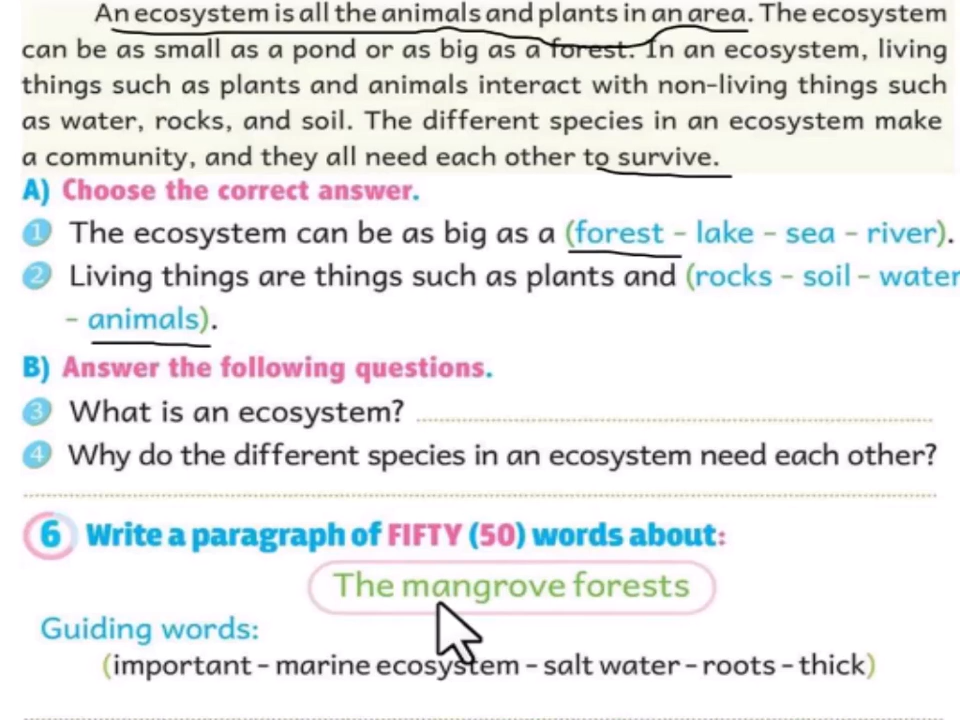 An ecosystem is all the animals and plants in an area. The ecosystem
can be as small as a pond or as big as a forest. In an ecosystem, living
things such as plants and animals interact with non-living things such
as water, rocks, and soil. The different species in an ecosystem make
a community, and they all need each other to survive.
A) Choose the correct answer.
1 The ecosystem can be as big as a (forest - lake - sea - river).
2 Living things are things such as plants and (rocks - soil - water
- animals).
B) Answer the following questions.
3 What is an ecosystem?
4 Why do the different species in an ecosystem need each other?
6 Write a paragraph of FIFTY (50) words about:
The mangrove forests
Guiding words:
(important - marine ecosystem - salt water - roots - thick)